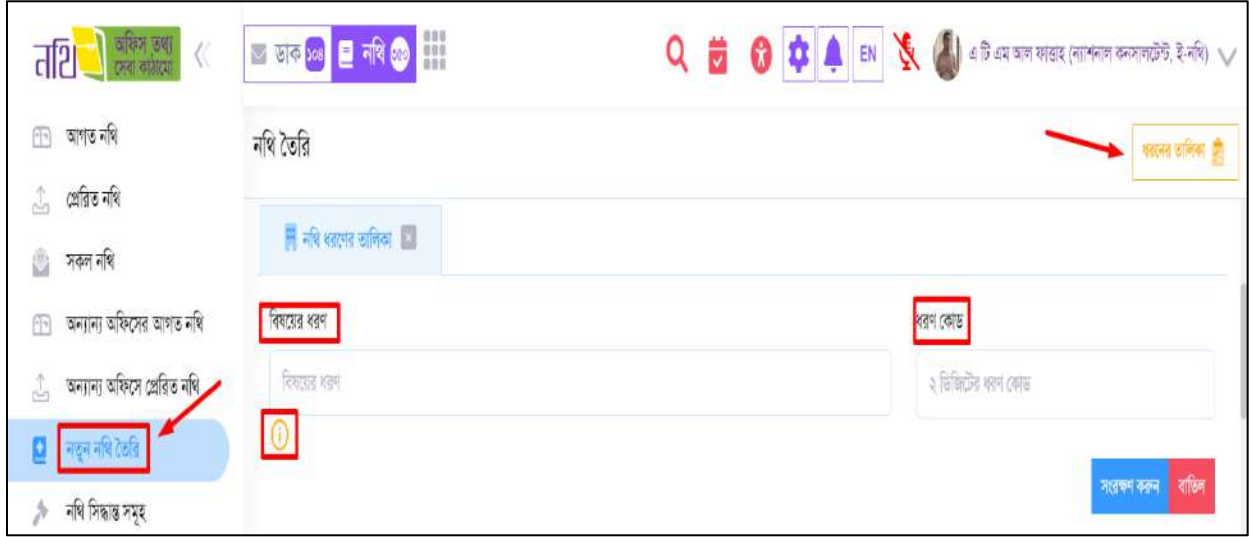 নথি অফিস তথ্য
সেবা কাঠামো
ডাক ১০৪ নথি ৩৫০ EN এ টি এম আল ফাত্তাহ (ন্যাশনাল কনসালটেন্ট, ই-নথি)
আগত নথি
প্রেরিত নথি
সকল নথি
অন্যান্য অফিসের আগত নথি
অন্যান্য অফিসে প্রেরিত নথি
নতুন নথি তৈরি
নথি সিদ্ধান্ত সমূহ
নথি তৈরি
ধরনের তালিকা
নথি ধরণের তালিকা
বিষয়ের ধরণ
বিষয়ের ধরণ
ধরণ কোড
২ ডিজিটের ধরণ কোড
সংরক্ষণ করুন বাতিল